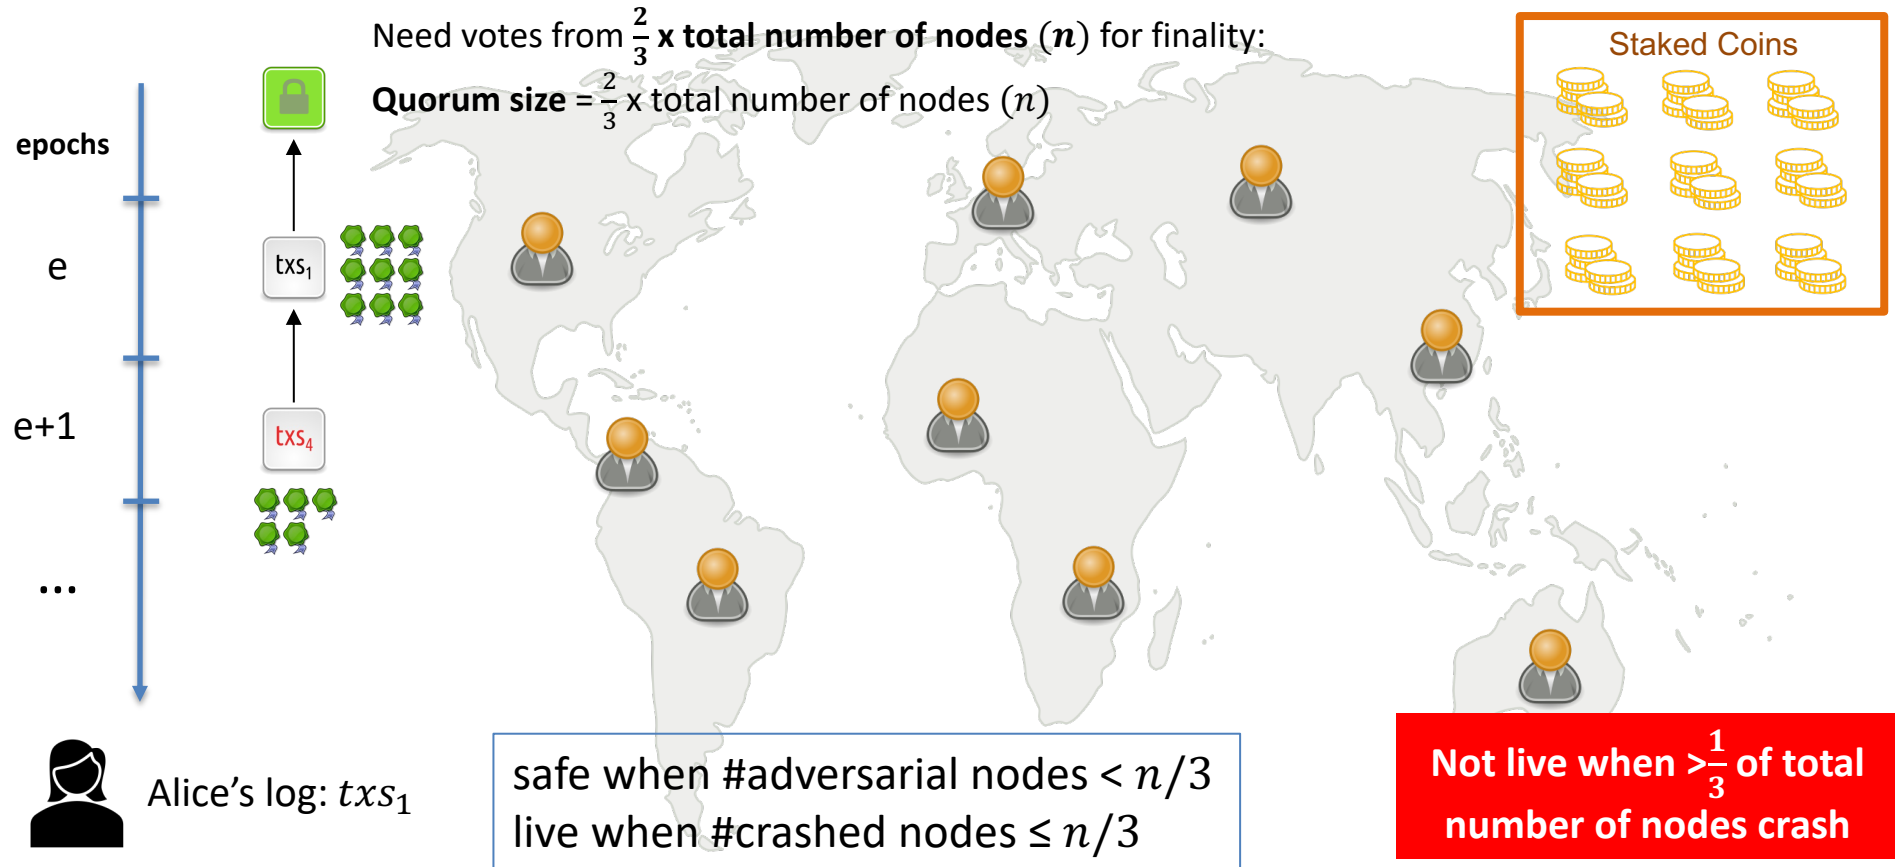 Need votes from 2/3 x total number of nodes (n) for finality:
Quorum size = 2/3 x total number of nodes (n)
Staked Coins
epochs
e
txs₁
e+1
txs₄
...
Alice's log: txs₁
safe when #adversarial nodes < n/3
live when #crashed nodes ≤ n/3
Not live when >1/3 of total
number of nodes crash